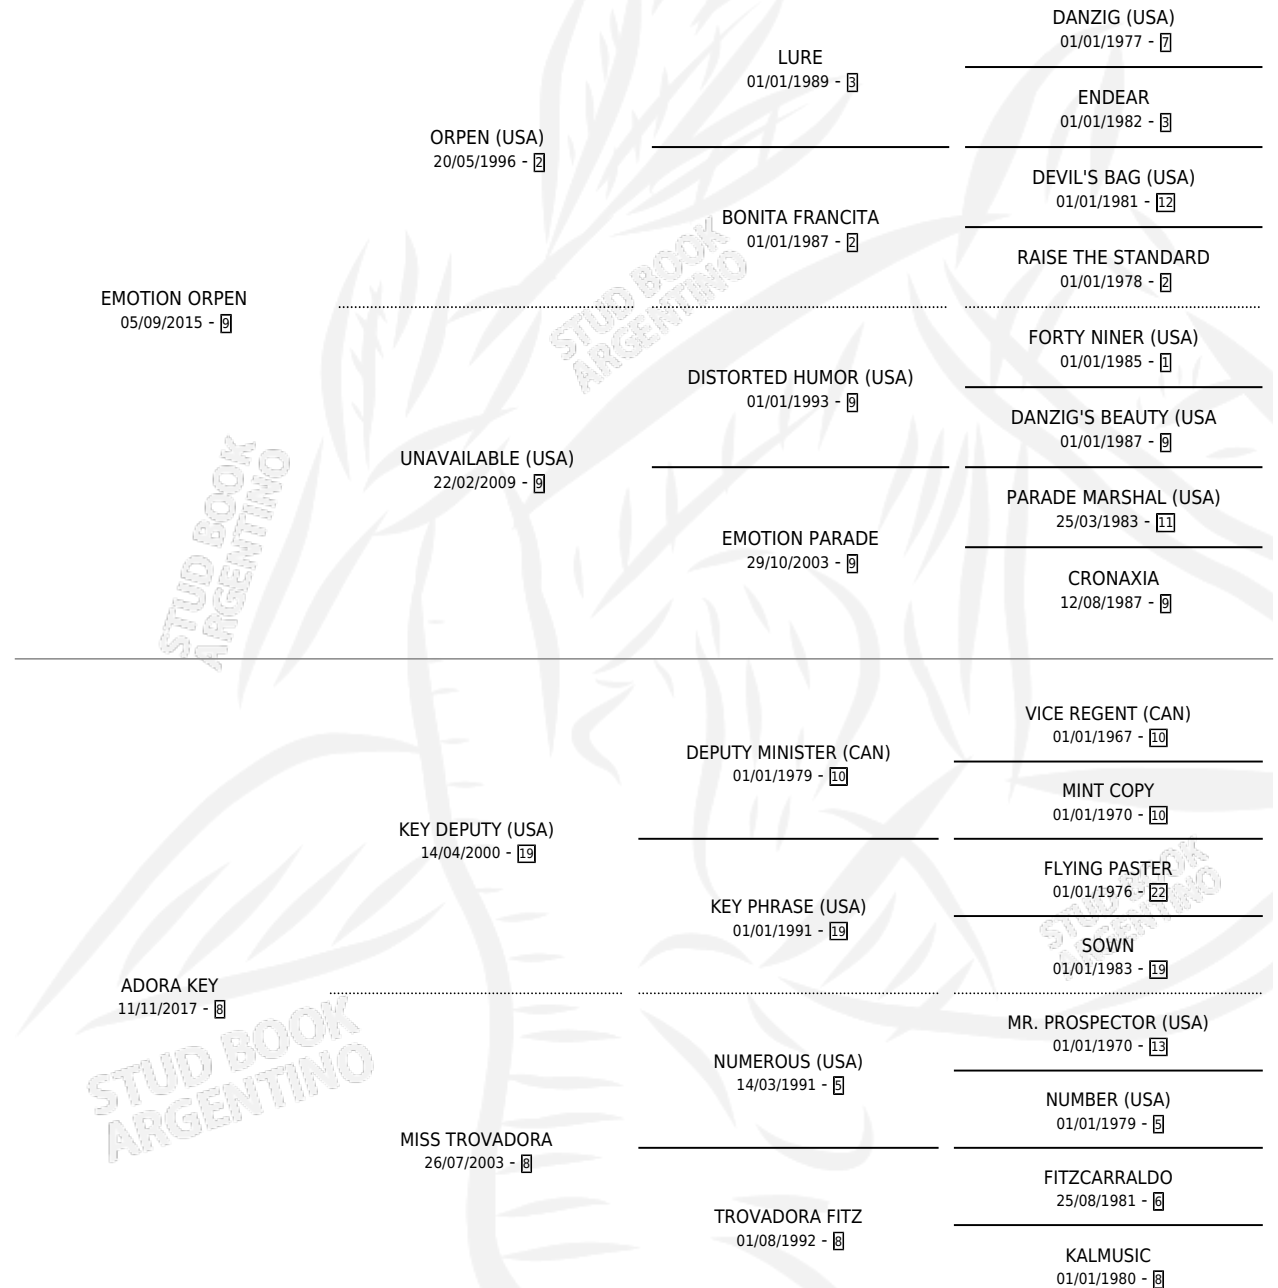 DANZIG (USA)
01/01/1977 - 7
LURE
01/01/1989 - 3
ENDEAR
01/01/1982 - 3
ORPEN (USA)
20/05/1996 - 2
DEVIL'S BAG (USA)
01/01/1981 - 12
BONITA FRANCITA
01/01/1987 - 2
RAISE THE STANDARD
01/01/1978 - 2
EMOTION ORPEN
05/09/2015 - 9
STUD BOOK
ARGENTINO
FORTY NINER (USA)
01/01/1985 - 1
DISTORTED HUMOR (USA)
01/01/1993 - 9
DANZIG'S BEAUTY (USA
01/01/1987 - 9
UNAVAILABLE (USA)
22/02/2009 - 9
PARADE MARSHAL (USA)
25/03/1983 - 11
EMOTION PARADE
29/10/2003 - 9
CRONAXIA
12/08/1987 - 9
STUD BOOK
ARGENTINO
VICE REGENT (CAN)
01/01/1967 - 10
DEPUTY MINISTER (CAN)
01/01/1979 - 10
MINT COPY
01/01/1970 - 10
KEY DEPUTY (USA)
14/04/2000 - 19
FLYING PASTER
01/01/1976 - 22
KEY PHRASE (USA)
01/01/1991 - 19
STUD BOOK
ARGENTINO
SOWN
01/01/1983 - 19
ADORA KEY
11/11/2017 - 8
MR. PROSPECTOR (USA)
01/01/1970 - 13
NUMEROUS (USA)
14/03/1991 - 5
NUMBER (USA)
01/01/1979 - 5
STUD BOOK
ARGENTINO
MISS TROVADORA
26/07/2003 - 8
FITZCARRALDO
25/08/1981 - 6
TROVADORA FITZ
01/08/1992 - 8
KALMUSIC
01/01/1980 - 8